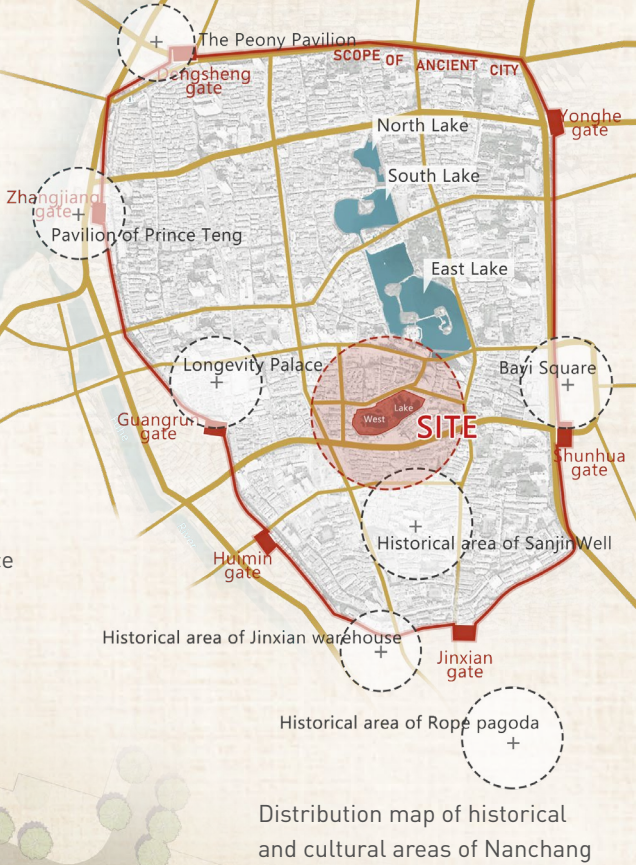 The Peony Pavilion
SCOPE OF ANCIENT CITY
Dongsheng
gate
Yonghe
gate
North Lake
South Lake
Zhangjiang
gate
Pavilion of Prince Teng
East Lake
Longevity Palace
Bayi Square
West Lake
SITE
Guangrun
gate
Shunhua
gate
Historical area of SanjinWell
Huimin
gate
Historical area of Jinxian warehouse
Jinxian
gate
Historical area of Rope pagoda
Distribution map of historical
and cultural areas of Nanchang